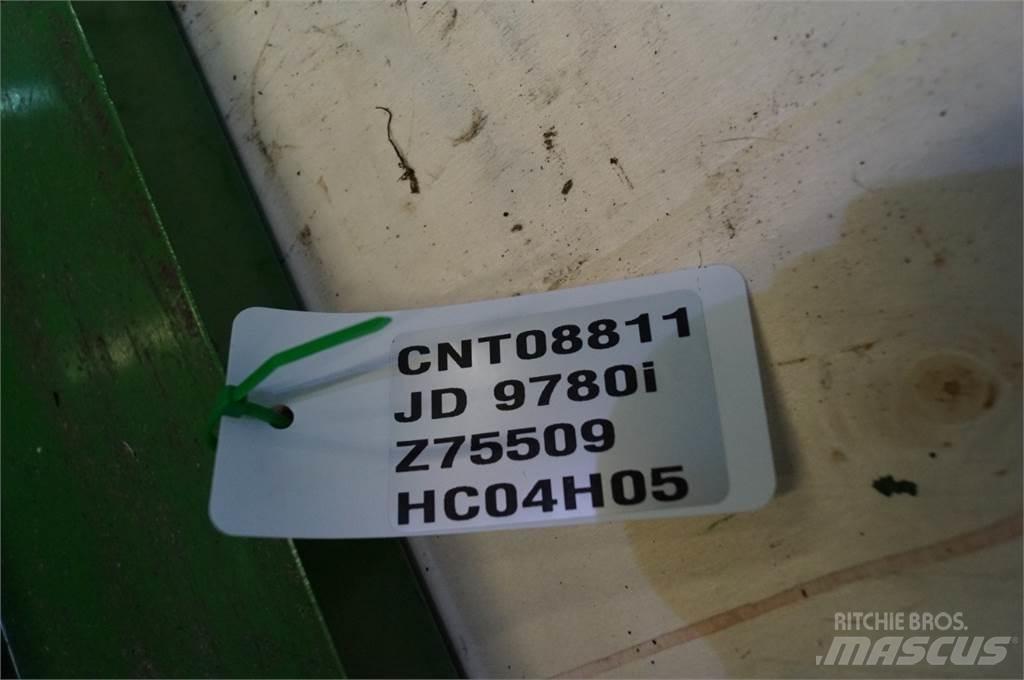 CNT08811
JD 9780i
Z75509
HC04H05
RITCHIE BROS.
MASCUS